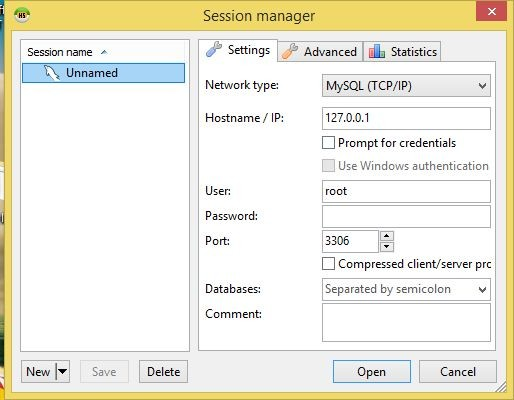 HS
Session manager
Session name
Unnamed
Settings
Advanced
Statistics
Network type:
MySQL (TCP/IP)
Hostname / IP:
127.0.0.1
Prompt for credentials
Use Windows authentication
User:
root
Password:
Port:
3306
Compressed client/server pro
Databases:
Separated by semicolon
Comment:
New
Save
Delete
Open
Cancel